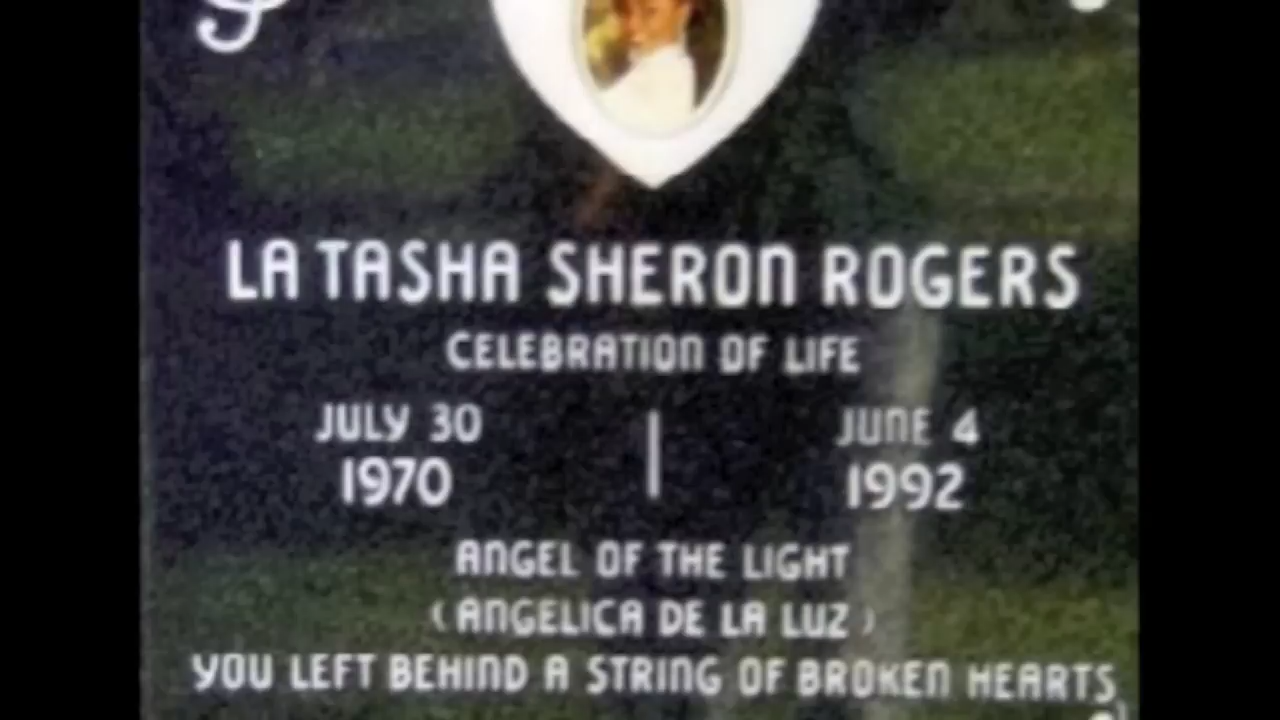 LA TASHA SHERON ROGERS
CELEBRATION OF LIFE
JULY 30 | JUNE 4
1970 1992
ANGEL OF THE LIGHT
(ANGELICA DE LA LUZ)
YOU LEFT BEHIND A STRING OF BROKEN HEARTS